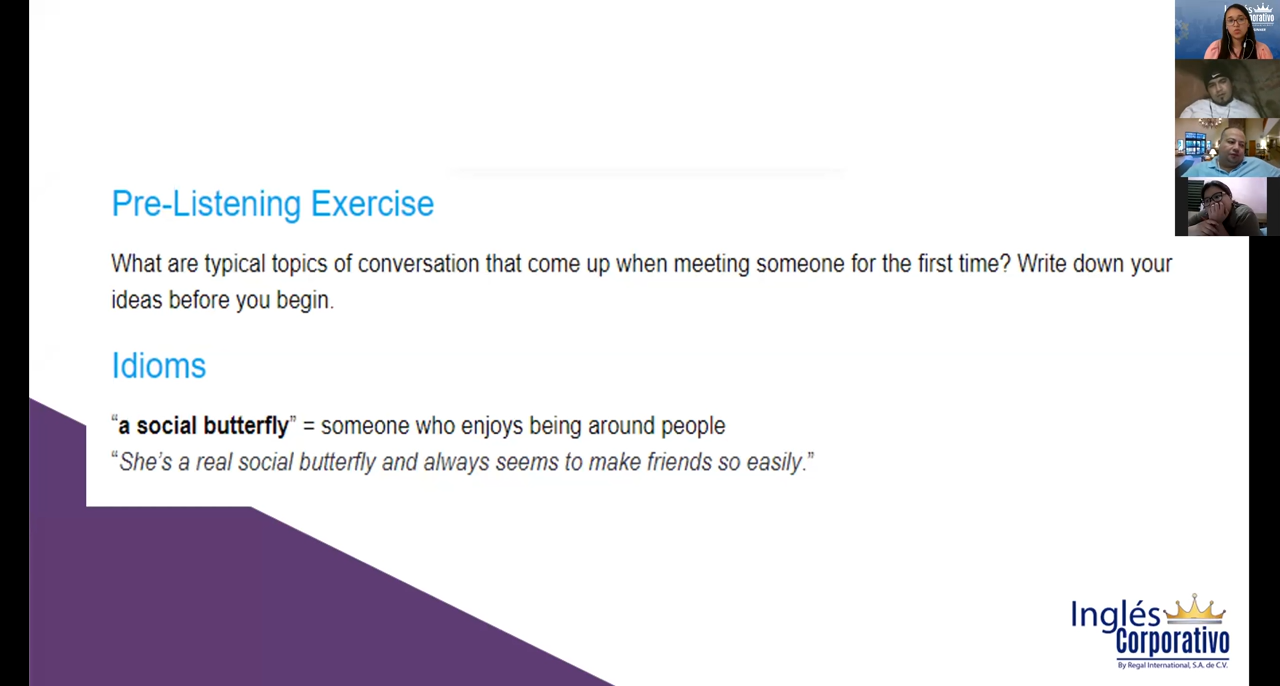 Pre-Listening Exercise
What are typical topics of conversation that come up when meeting someone for the first time? Write down your
ideas before you begin.
Idioms
“a social butterfly” = someone who enjoys being around people
“She’s a real social butterfly and always seems to make friends so easily.”
Inglés
Corporativo
By Regal International, S.A. de C.V.